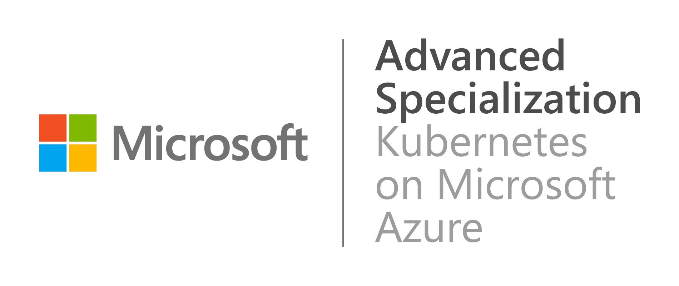 Microsoft
Advanced
Specialization
Kubernetes
on Microsoft
Azure